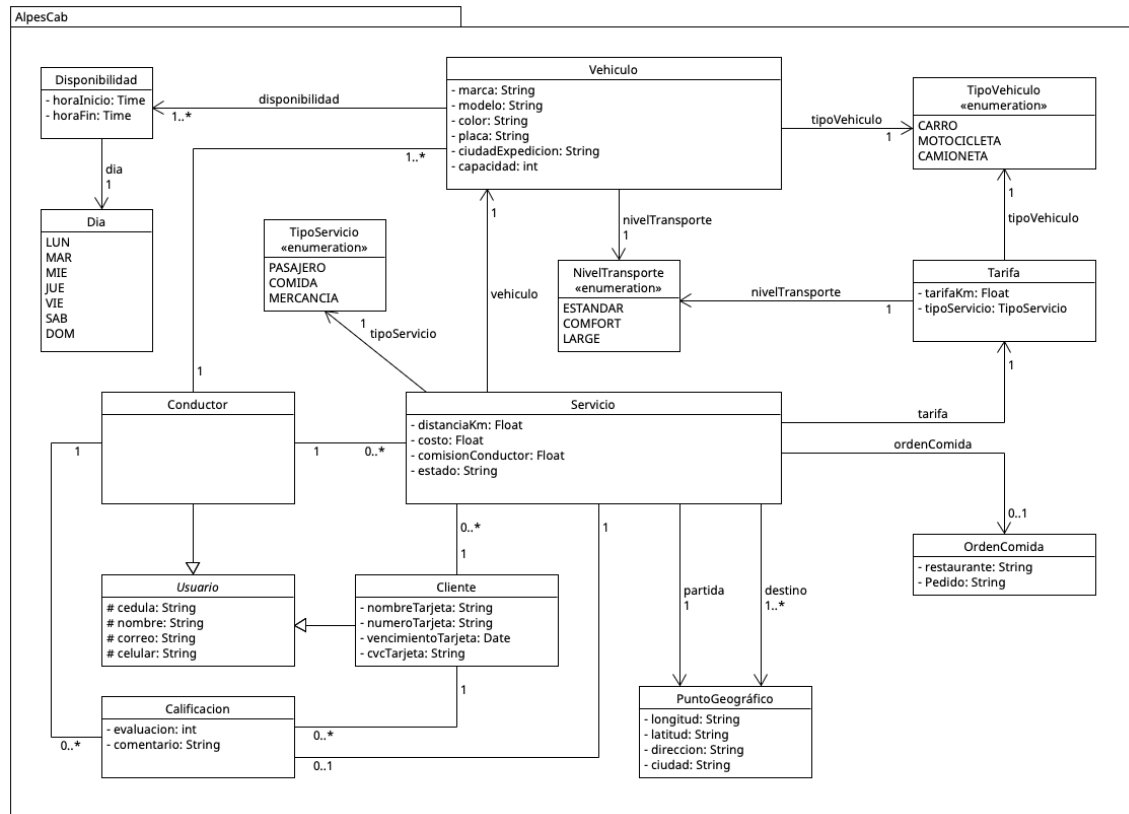 AlpesCab
Disponibilidad
- horaInicio: Time
- horaFin: Time
disponibilidad
1..*
Vehiculo
- marca: String
- modelo: String
- color: String
- placa: String
- ciudadExpedicion: String
- capacidad: int
tipoVehiculo
1
TipoVehiculo
«enumeration»
CARRO
MOTOCICLETA
CAMIONETA
dia
1
1..*
Dia
LUN
MAR
MIE
JUE
VIE
SAB
DOM
TipoServicio
«enumeration»
PASAJERO
COMIDA
MERCANCIA
1
tipoServicio
1
vehiculo
nivelTransporte
1
NivelTransporte
«enumeration»
ESTANDAR
COMFORT
LARGE
nivelTransporte
1
1
tipoVehiculo
Tarifa
- tarifaKm: Float
- tipoServicio: TipoServicio
1
tarifa
1
Conductor
1
1
0..*
Servicio
- distanciaKm: Float
- costo: Float
- comisionConductor: Float
- estado: String
ordenComida
0..1
OrdenComida
- restaurante: String
- Pedido: String
0..*
1
1
partida
1
destino
1..*
Usuario
# cedula: String
# nombre: String
# correo: String
# celular: String
Cliente
- nombreTarjeta: String
- numeroTarjeta: String
- vencimientoTarjeta: Date
- cvcTarjeta: String
1
Calificacion
- evaluacion: int
- comentario: String
0..*
0..*
0..1
PuntoGeográfico
- longitud: String
- latitud: String
- direccion: String
- ciudad: String